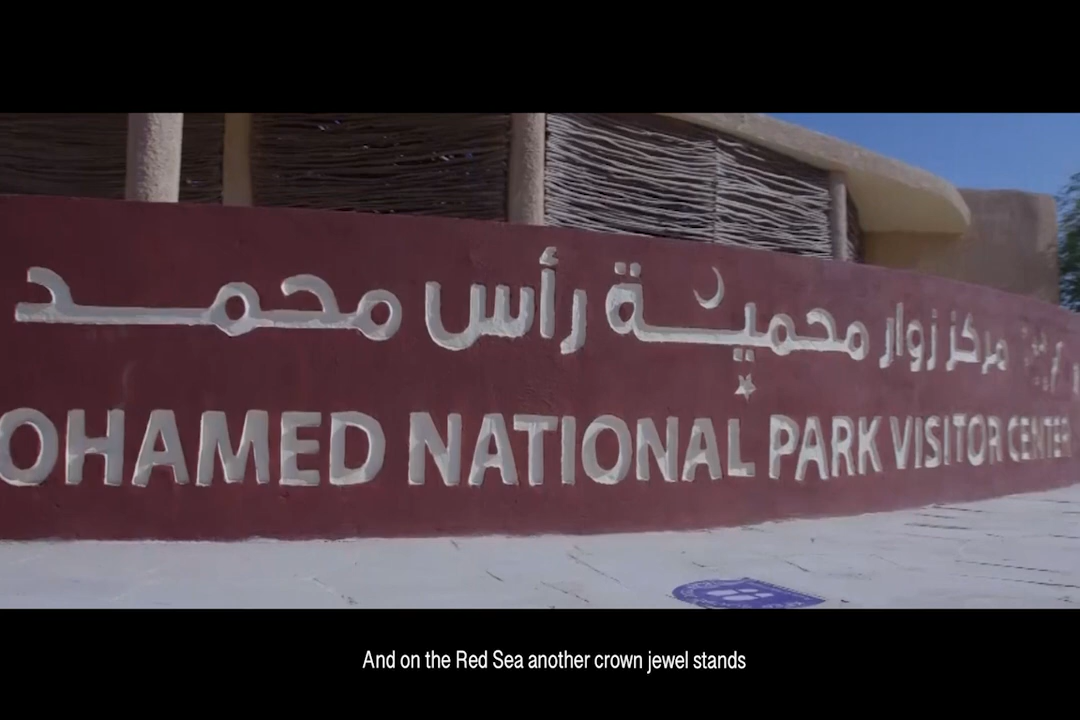 مركز زوار محمية رأس محمد
OHAMED NATIONAL PARK VISITOR CENTER
And on the Red Sea another crown jewel stands